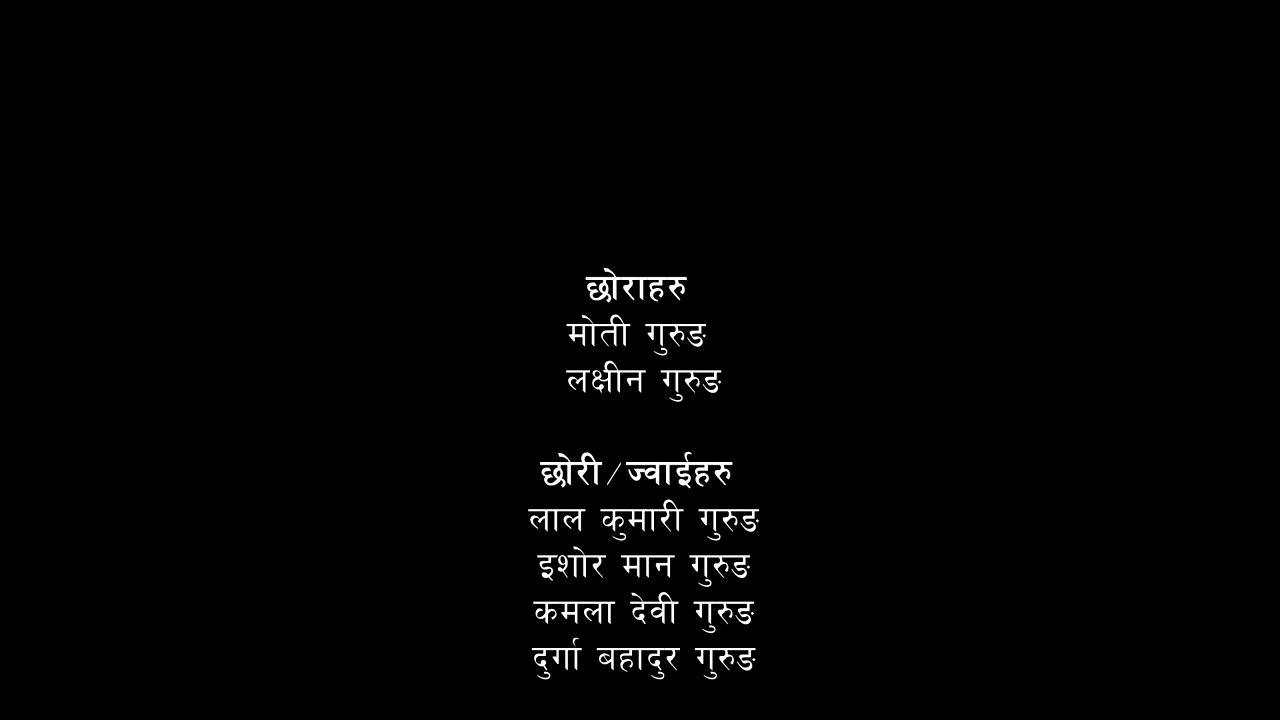 छोराहरु
मोती गुरुङ
लक्षीन गुरुङ
छोरी/ज्वाईहरु
लाल कुमारी गुरुङ
इशोर मान गुरुङ
कमला देवी गुरुङ
दुर्गा बहादुर गुरुङ